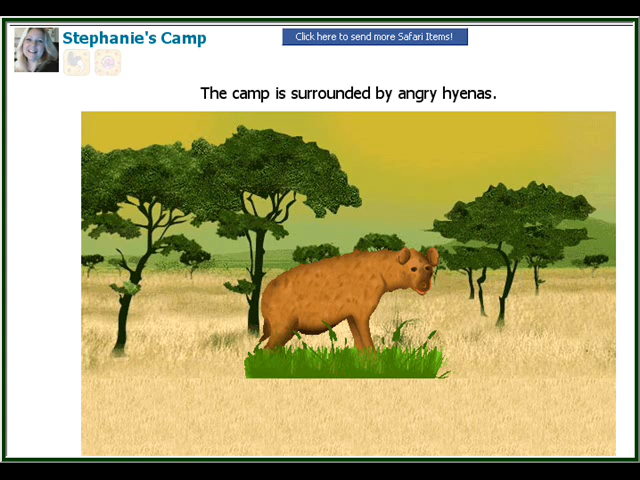 Stephanie's Camp
Click here to send more Safari Items!
The camp is surrounded by angry hyenas.